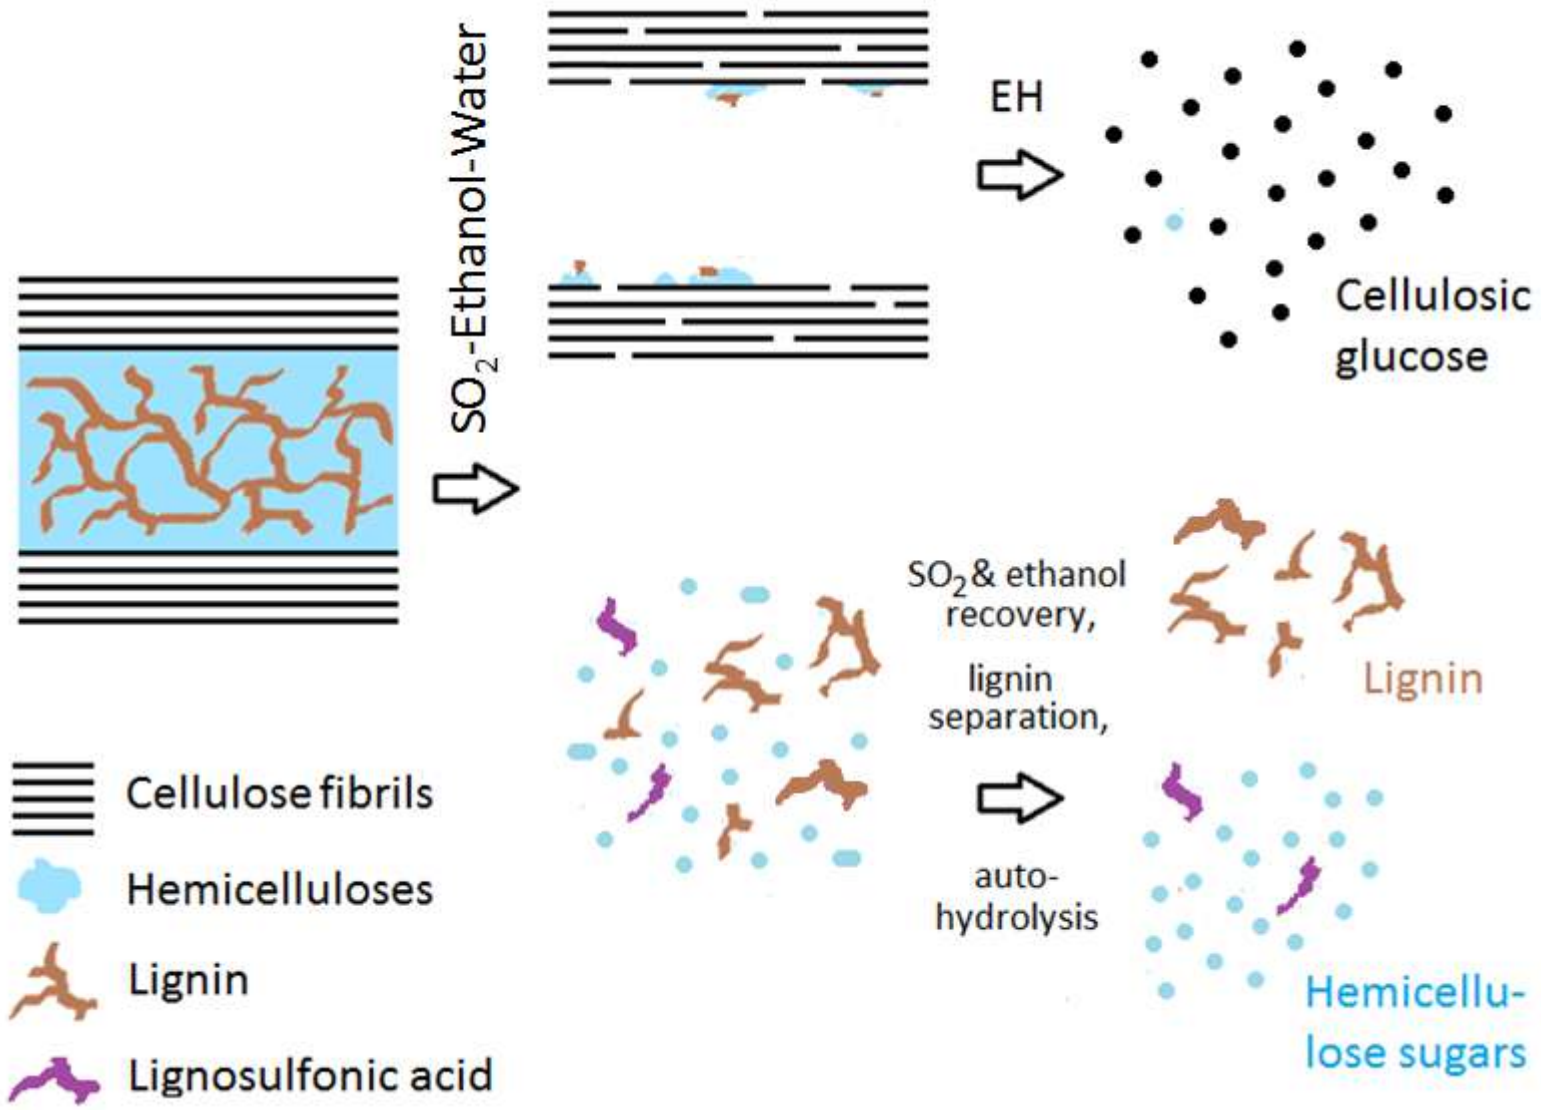 SO2-Ethanol-Water
EH
Cellulosic
glucose
SO2& ethanol
recovery,
lignin
separation,
auto-
hydrolysis
Lignin
Hemicellu-
lose sugars
Cellulose fibrils
Hemicelluloses
Lignin
Lignosulfonic acid